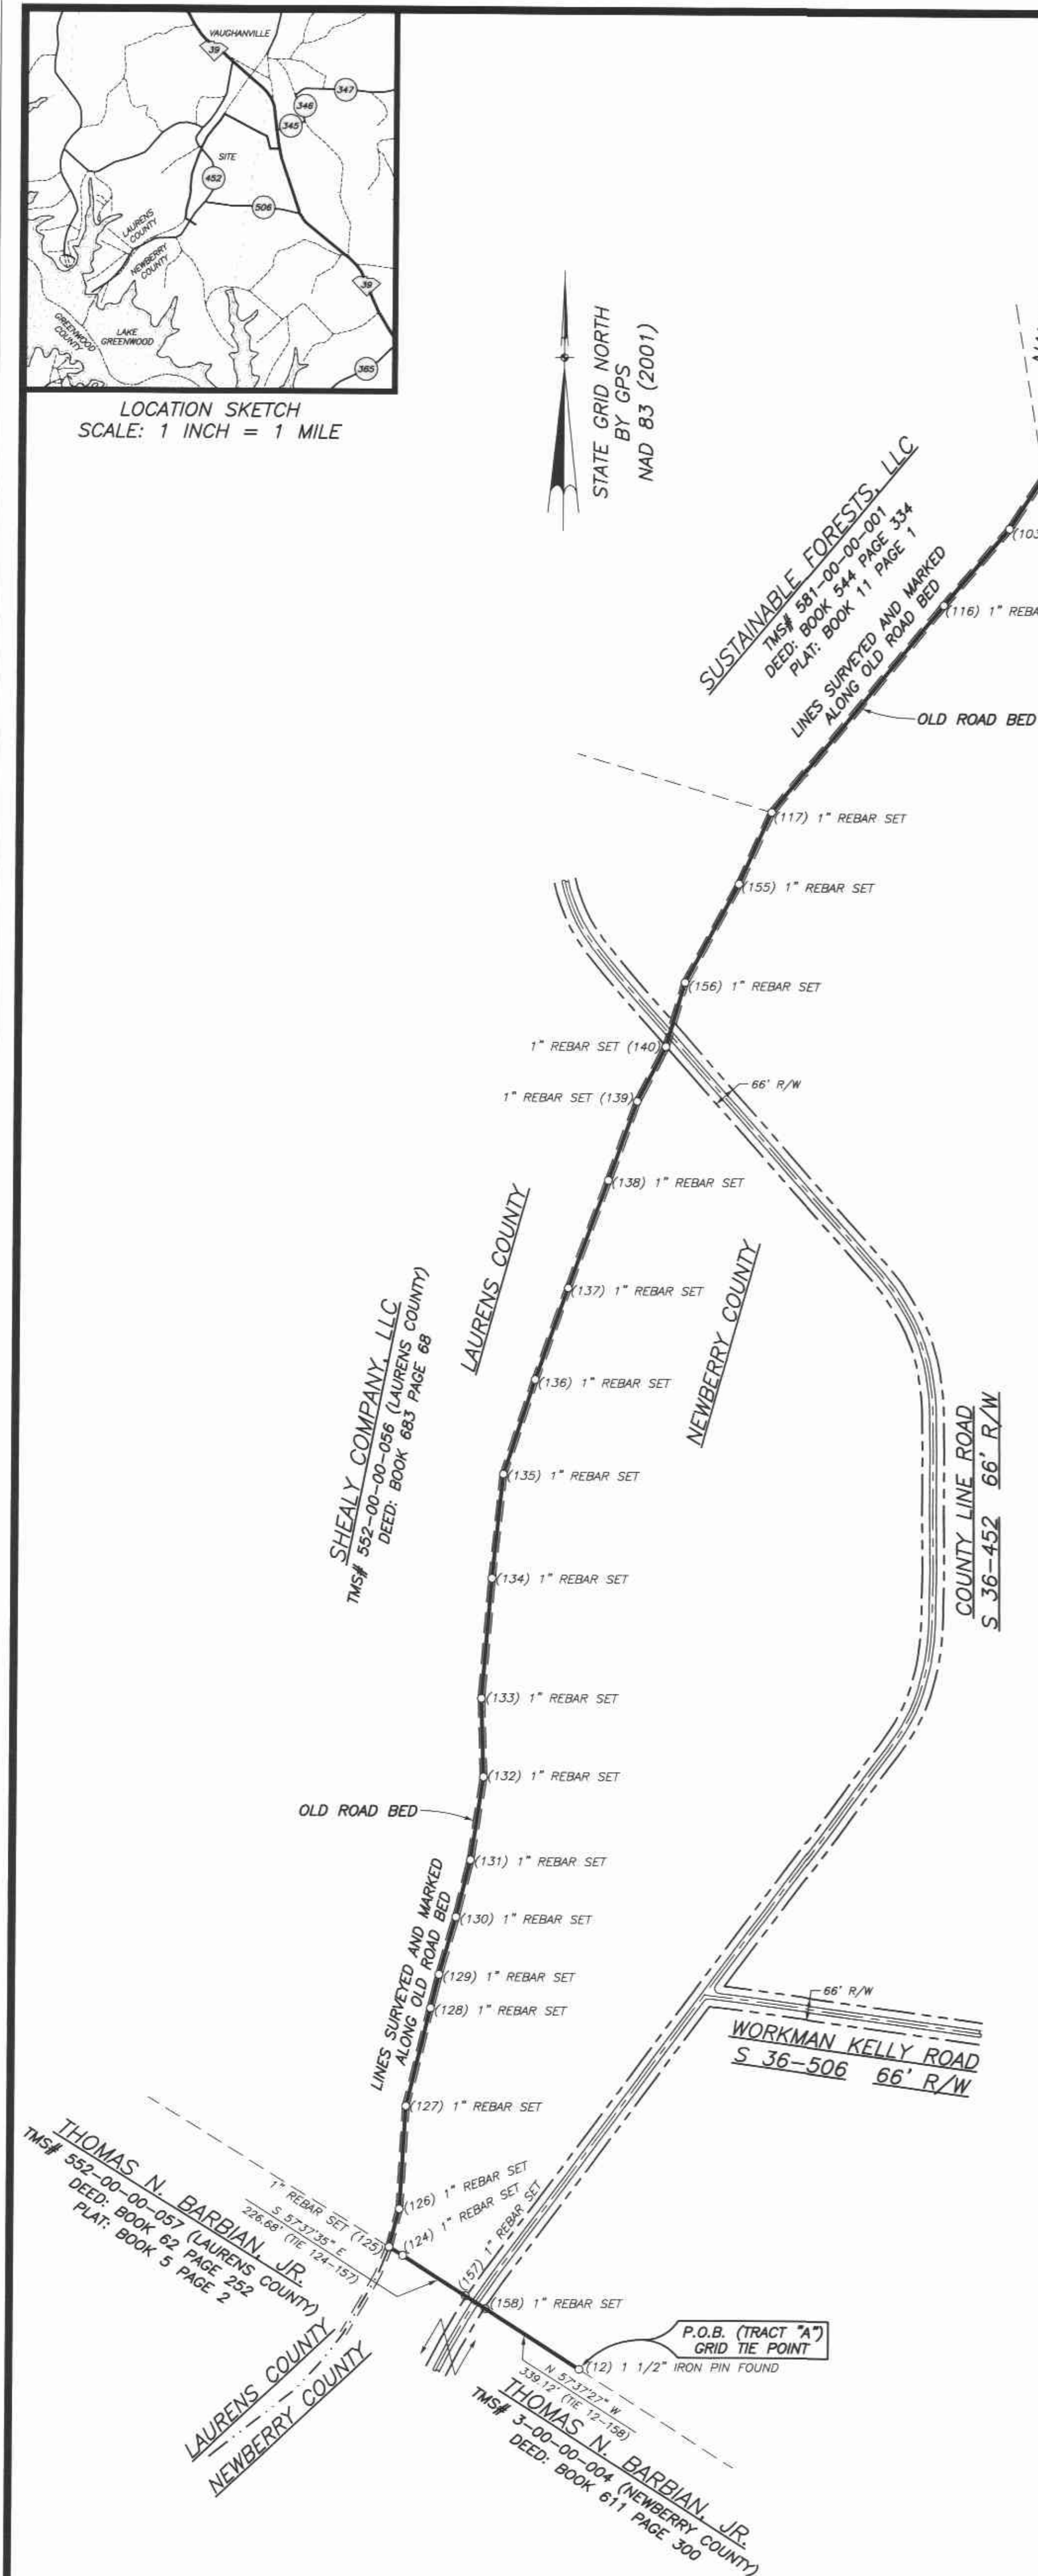 VAUGHANVILLE
39
347
346
345
SITE
452
506
LAURENS
COUNTY
NEWBERRY
COUNTY
39
GREENWOOD
COUNTY
LAKE
GREENWOOD
365
LOCATION SKETCH
SCALE: 1 INCH = 1 MILE
STATE GRID NORTH
BY GPS
NAD 83 (2001)
SUSTAINABLE FORESTS, LLC
TMS# 581-00-00-001
DEED: BOOK 544 PAGE 334
PLAT: BOOK 11 PAGE 1
LINES SURVEYED AND MARKED
ALONG OLD ROAD BED
(103
(116) 1" REBA
OLD ROAD BED
(117) 1" REBAR SET
(155) 1" REBAR SET
(156) 1" REBAR SET
1" REBAR SET (140)
66' R/W
1" REBAR SET (139)
(138) 1" REBAR SET
LAURENS COUNTY
(137) 1" REBAR SET
NEWBERRY COUNTY
SHEALY COMPANY, LLC
TMS# 552-00-00-056 (LAURENS COUNTY)
DEED: BOOK 683 PAGE 68
(136) 1" REBAR SET
(135) 1" REBAR SET
COUNTY LINE ROAD
S 36-452 66' R/W
(134) 1" REBAR SET
(133) 1" REBAR SET
(132) 1" REBAR SET
OLD ROAD BED
(131) 1" REBAR SET
LINES SURVEYED AND MARKED
ALONG OLD ROAD BED
(130) 1" REBAR SET
(129) 1" REBAR SET
(128) 1" REBAR SET
66' R/W
WORKMAN KELLY ROAD
S 36-506 66' R/W
(127) 1" REBAR SET
THOMAS N. BARBIAN, JR.
TMS# 552-00-00-057 (LAURENS COUNTY)
DEED: BOOK 62 PAGE 252
PLAT: BOOK 5 PAGE 2
(126) 1" REBAR SET
1" REBAR SET (125)
(124) 1" REBAR SET
S 57°37'35" E
226.68' (TIE 124-157)
(157) 1" REBAR SET
(158) 1" REBAR SET
P.O.B. (TRACT "A")
GRID TIE POINT
(12) 1 1/2" IRON PIN FOUND
N 57°37'27" W
339.12' (TIE 12-158)
LAURENS COUNTY
NEWBERRY COUNTY
THOMAS N. BARBIAN, JR.
TMS# 3-00-00-004 (NEWBERRY COUNTY)
DEED: BOOK 611 PAGE 300